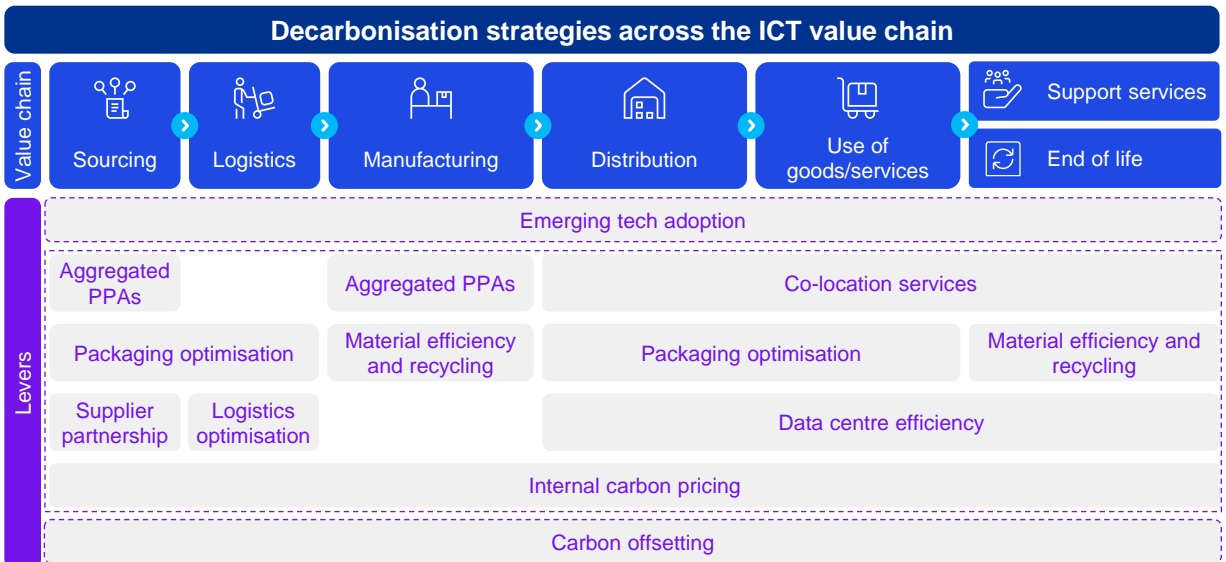 Decarbonisation strategies across the ICT value chain
Value chain
Sourcing
Logistics
Manufacturing
Distribution
Use of
goods/services
Support services
End of life
Levers
Emerging tech adoption
Aggregated
PPAs
Aggregated PPAs
Co-location services
Packaging optimisation
Material efficiency
and recycling
Packaging optimisation
Material efficiency and
recycling
Supplier
partnership
Logistics
optimisation
Data centre efficiency
Internal carbon pricing
Carbon offsetting